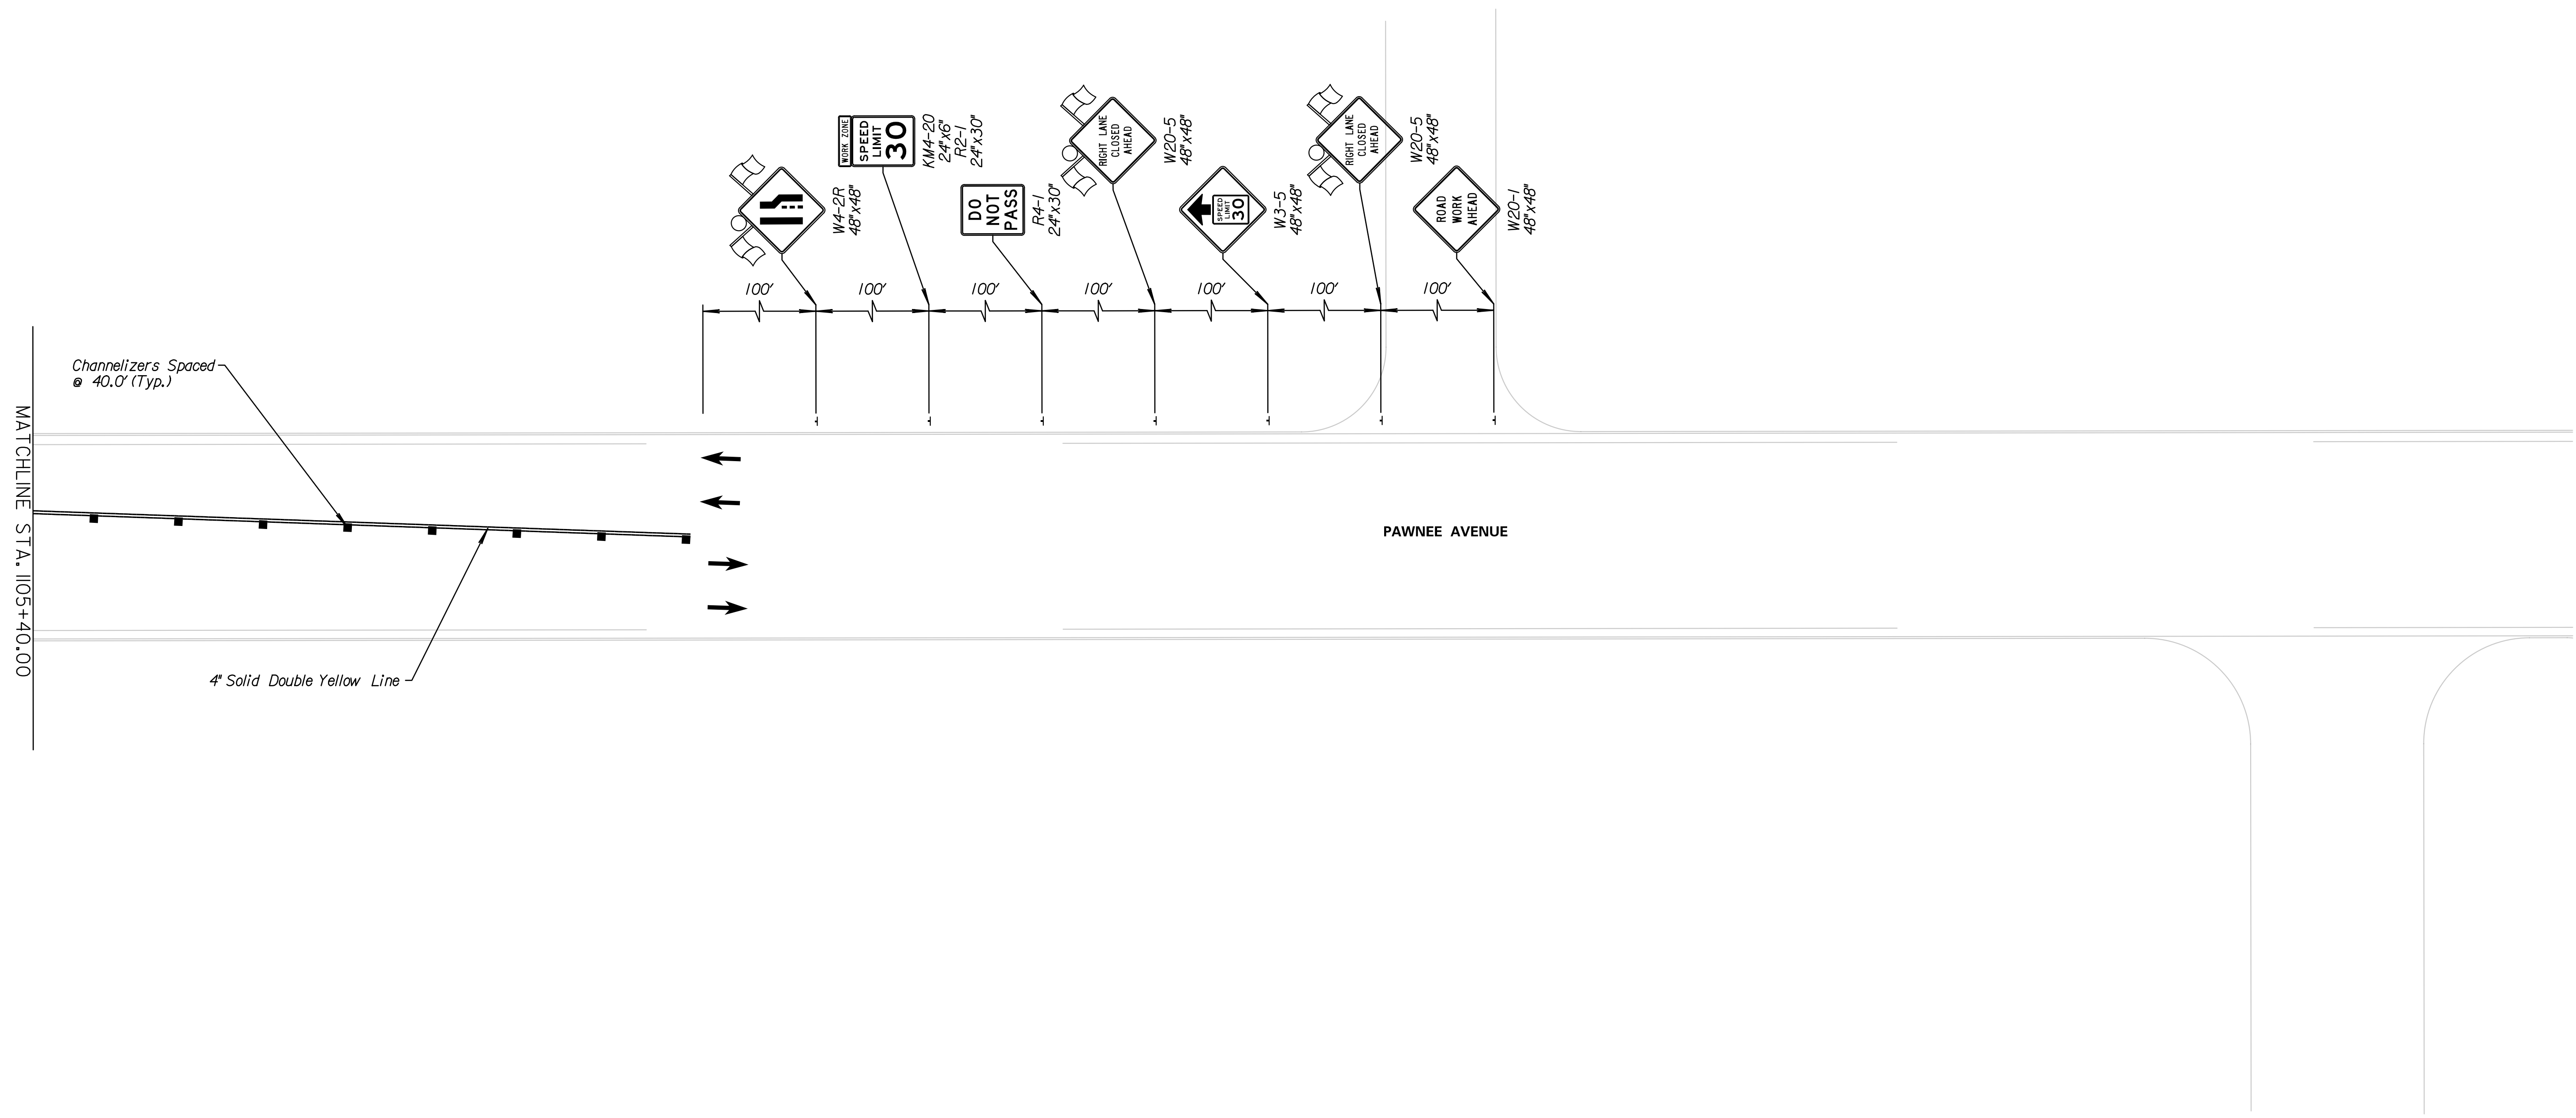 W4-2R
48"x48"
WORK ZONE
SPEED
LIMIT
30
KM4-20
24"x6"
R2-1
24"x30"
DO
NOT
PASS
R4-1
24"x30"
RIGHT LANE
CLOSED
AHEAD
W20-5
48"x48"
SPEED
LIMIT
30
W3-5
48"x48"
RIGHT LANE
CLOSED
AHEAD
W20-5
48"x48"
ROAD
WORK
AHEAD
W20-1
48"x48"
100'
100'
100'
100'
100'
100'
100'
Channelizers Spaced
@ 40.0' (Typ.)
MATCHLINE STA. 1105+40.00
PAWNEE AVENUE
4" Solid Double Yellow Line